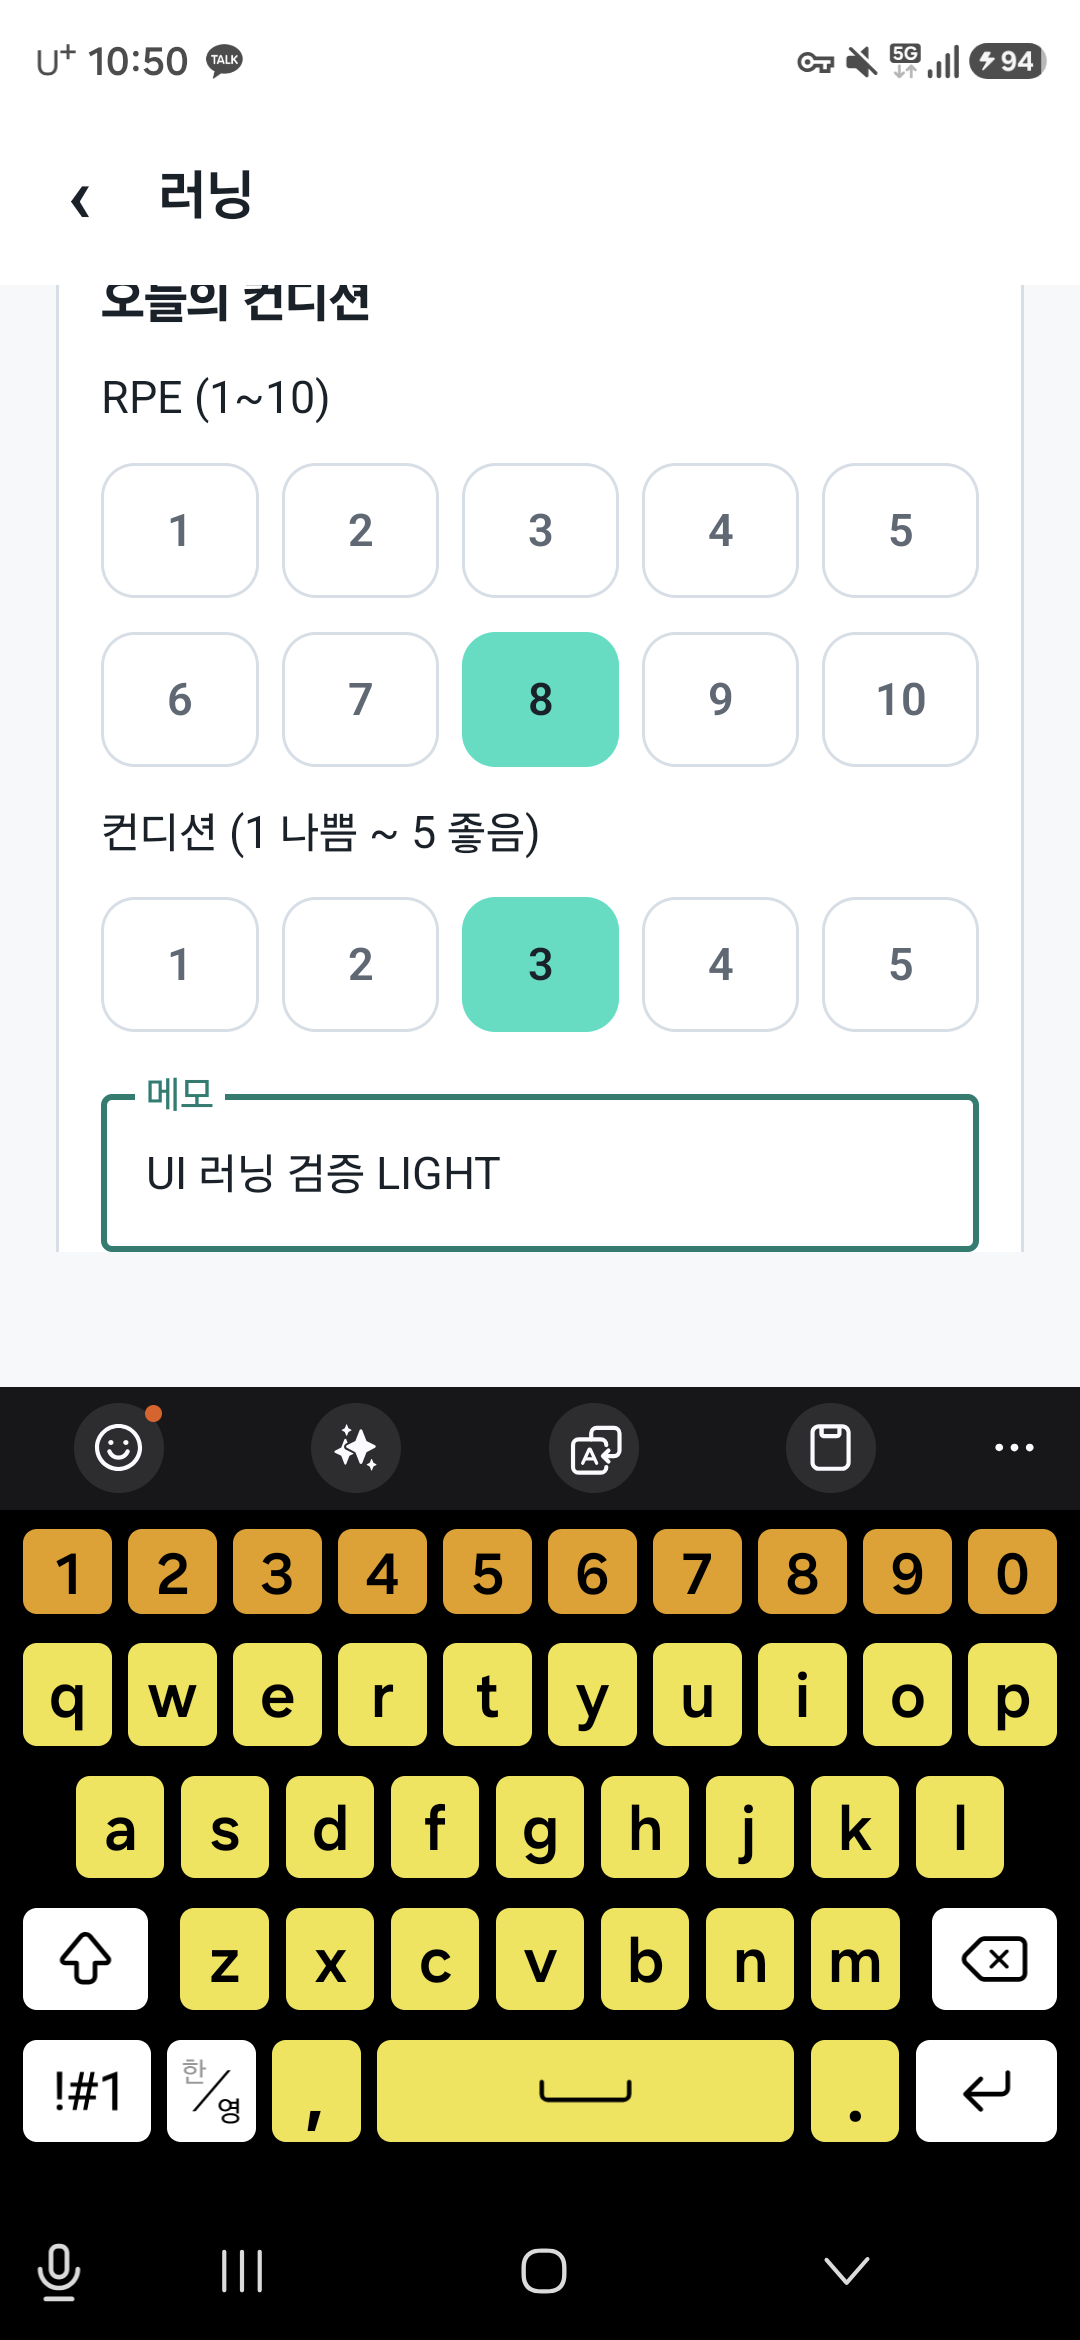 U+ 10:50 TALK 5G 94
러닝
오늘의 컨디션
RPE (1~10)
1 2 3 4 5
6 7 8 9 10
컨디션 (1 나쁨 ~ 5 좋음)
1 2 3 4 5
메모
UI 러닝 검증 LIGHT
A
1 2 3 4 5 6 7 8 9 0
q w e r t y u i o p
a s d f g h j k l
z x c v b n m
!#1 한/영 , .